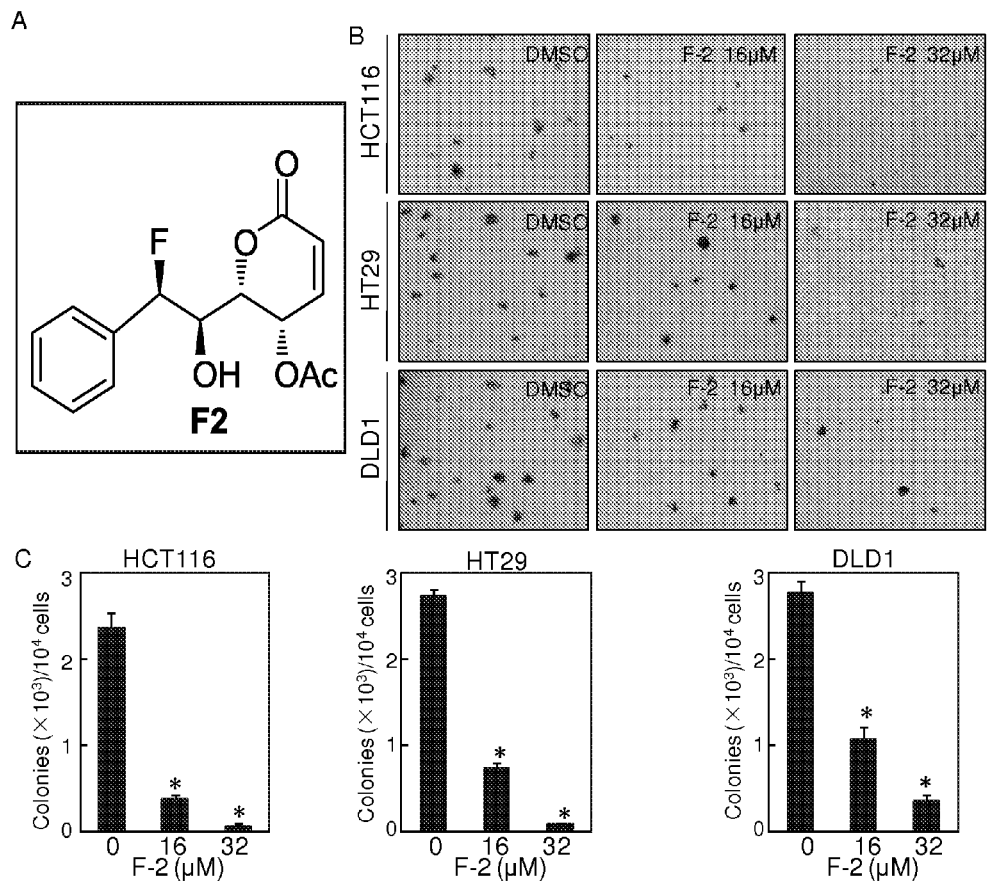 A
O
O
F
OH
OAc
F2
B
HCT116
DMSO
F-2 16μM
F-2 32μM
HT29
DMSO
F-2 16μM
F-2 32μM
DLD1
DMSO
F-2 16μM
F-2 32μM
C
HCT116
Colonies (×10³)/10⁴ cells
3
2
1
0
*
*
0 16 32
F-2 (μM)
HT29
Colonies (×10³)/10⁴ cells
3
2
1
0
*
*
0 16 32
F-2 (μM)
DLD1
Colonies (×10³)/10⁴ cells
3
2
1
0
*
*
0 16 32
F-2 (μM)